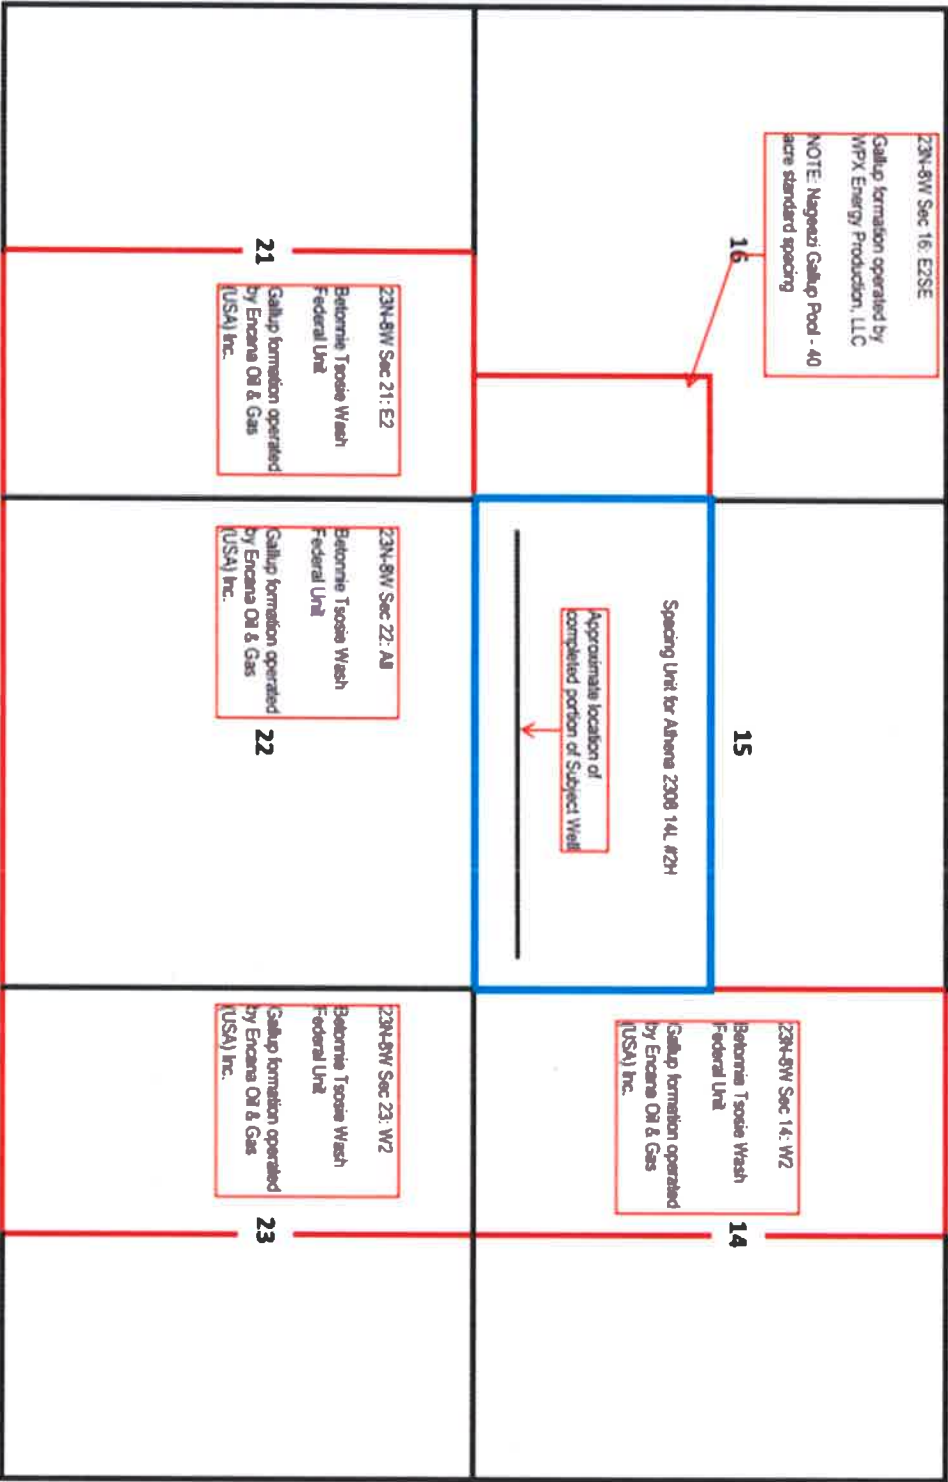 23N-8W Sec 16: E2SE
Gallup formation operated by
WPX Energy Production, LLC
NOTE: Nageezi Gallup Pool - 40
acre standard spacing
16
15
Spacing Unit for Athena 2308 14L #2H
Approximate location of
completed portion of Subject Well
23N-8W Sec 14: W2
Betonnie Tsosie Wash
Federal Unit
Gallup formation operated
by Encana Oil & Gas
(USA) Inc.
14
21
23N-8W Sec 21: E2
Betonnie Tsosie Wash
Federal Unit
Gallup formation operated
by Encana Oil & Gas
(USA) Inc.
23N-8W Sec 22: All
Betonnie Tsosie Wash
Federal Unit
Gallup formation operated
by Encana Oil & Gas
(USA) Inc.
22
23N-8W Sec 23: W2
Betonnie Tsosie Wash
Federal Unit
Gallup formation operated
by Encana Oil & Gas
(USA) Inc.
23